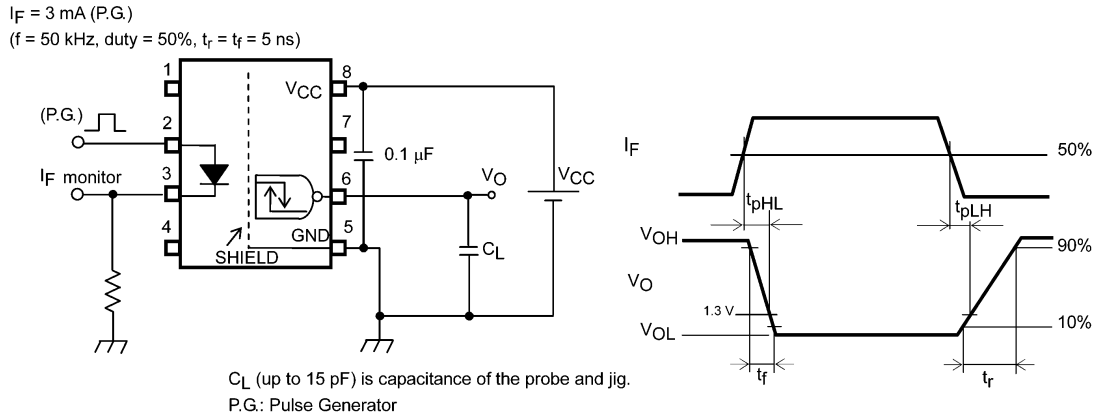 IF = 3 mA (P.G.)
(f = 50 kHz, duty = 50%, tr = tf = 5 ns)
1
8
VCC
(P.G.)
2
7
0.1 μF
IF monitor
3
6
VO
VCC
4
5
GND
SHIELD
CL
IF
50%
tpHL
tpLH
VOH
90%
VO
1.3 V
VOL
10%
tf
tr
CL (up to 15 pF) is capacitance of the probe and jig.
P.G.: Pulse Generator